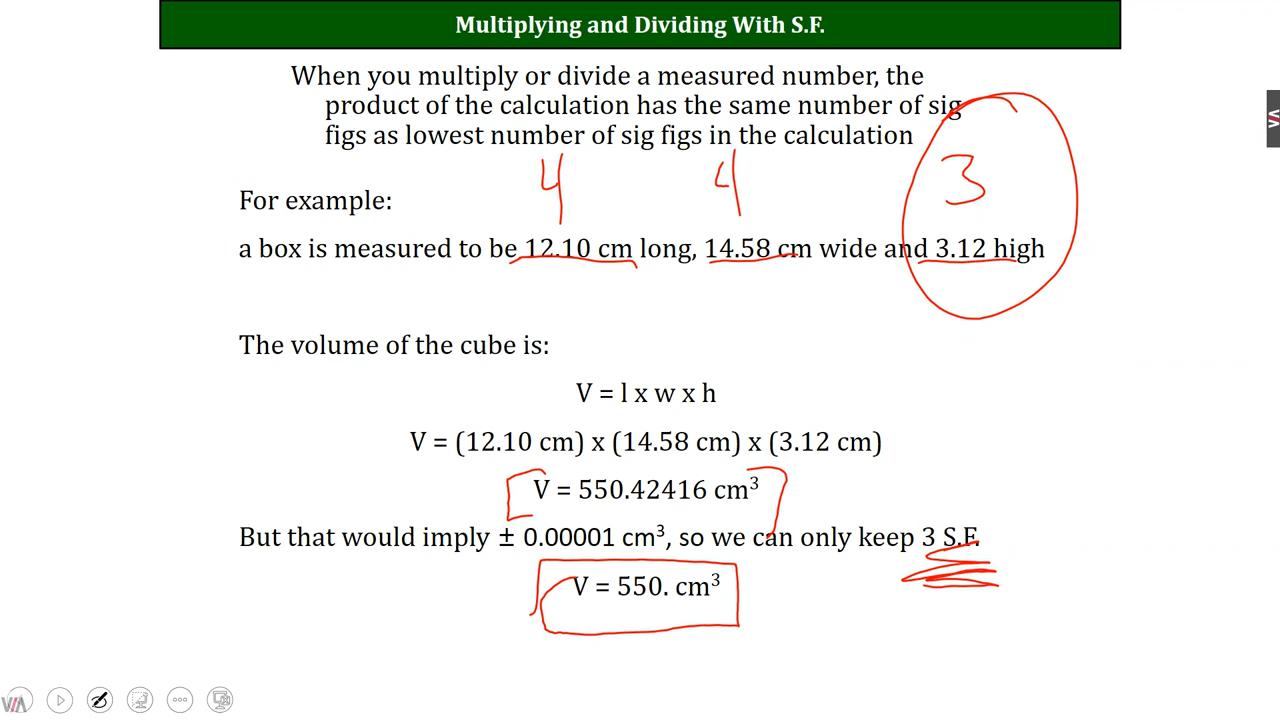 Multiplying and Dividing With S.F.
When you multiply or divide a measured number, the
product of the calculation has the same number of sig
figs as lowest number of sig figs in the calculation
4 4 3
For example:
a box is measured to be 12.10 cm long, 14.58 cm wide and 3.12 high
The volume of the cube is:
V = l x w x h
V = (12.10 cm) x (14.58 cm) x (3.12 cm)
V = 550.42416 cm³
But that would imply ± 0.00001 cm³, so we can only keep 3 S.F.
V = 550. cm³